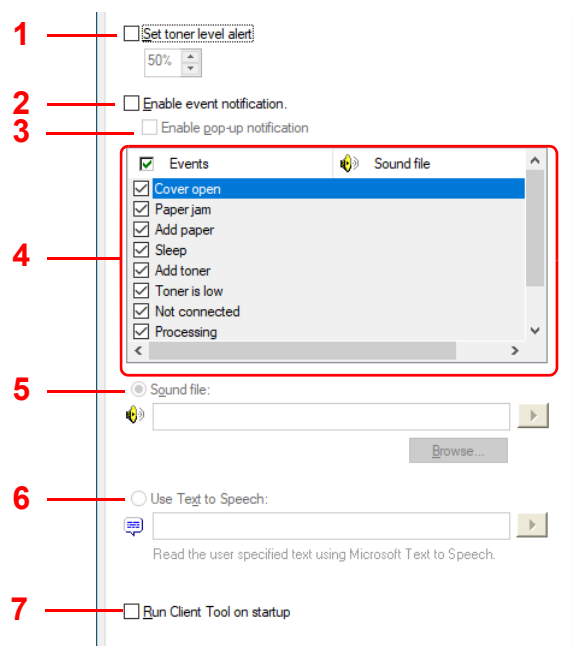 1 Set toner level alert
50%
2 Enable event notification.
3 Enable pop-up notification
Events Sound file
Cover open
Paper jam
Add paper
4 Sleep
Add toner
Toner is low
Not connected
Processing
5 Sound file:
Browse...
6 Use Text to Speech:
Read the user specified text using Microsoft Text to Speech.
7 Run Client Tool on startup